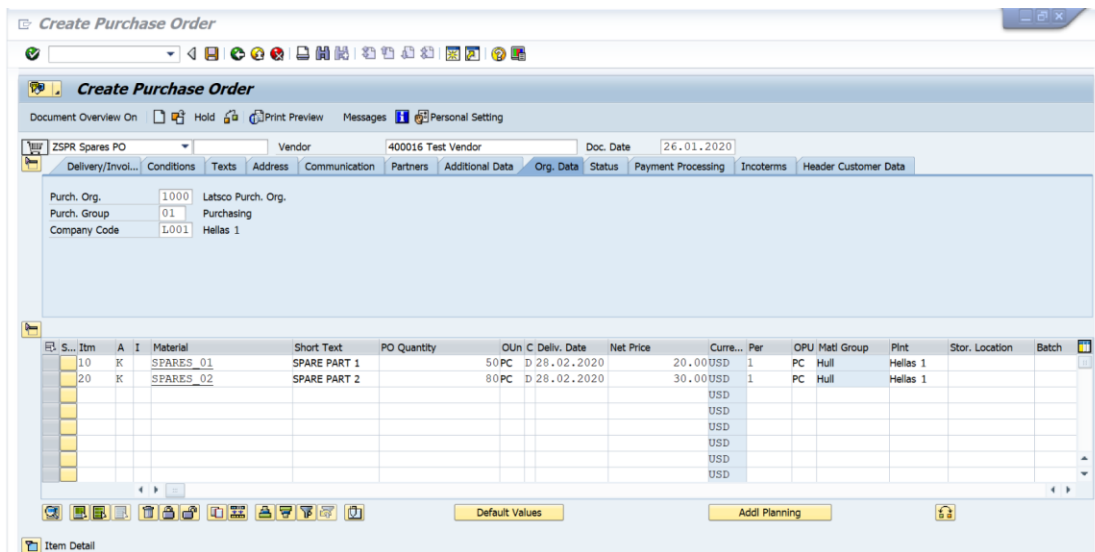 Create Purchase Order
Create Purchase Order
Document Overview On Hold Print Preview Messages Personal Setting
ZSPR Spares PO Vendor 400016 Test Vendor Doc. Date 26.01.2020
Delivery/Invoi... Conditions Texts Address Communication Partners Additional Data Org. Data Status Payment Processing Incoterms Header Customer Data
Purch. Org. 1000 Latsco Purch. Org.
Purch. Group 01 Purchasing
Company Code L001 Hellas 1
S... Itm A I Material Short Text PO Quantity OUn C Deliv. Date Net Price Curre... Per OPU Matl Group Plnt Stor. Location Batch
10 K SPARES_01 SPARE PART 1 50 PC D 28.02.2020 20.00 USD 1 PC Hull Hellas 1
20 K SPARES_02 SPARE PART 2 80 PC D 28.02.2020 30.00 USD 1 PC Hull Hellas 1
USD
USD
USD
USD
USD
USD
Default Values Addl Planning
Item Detail